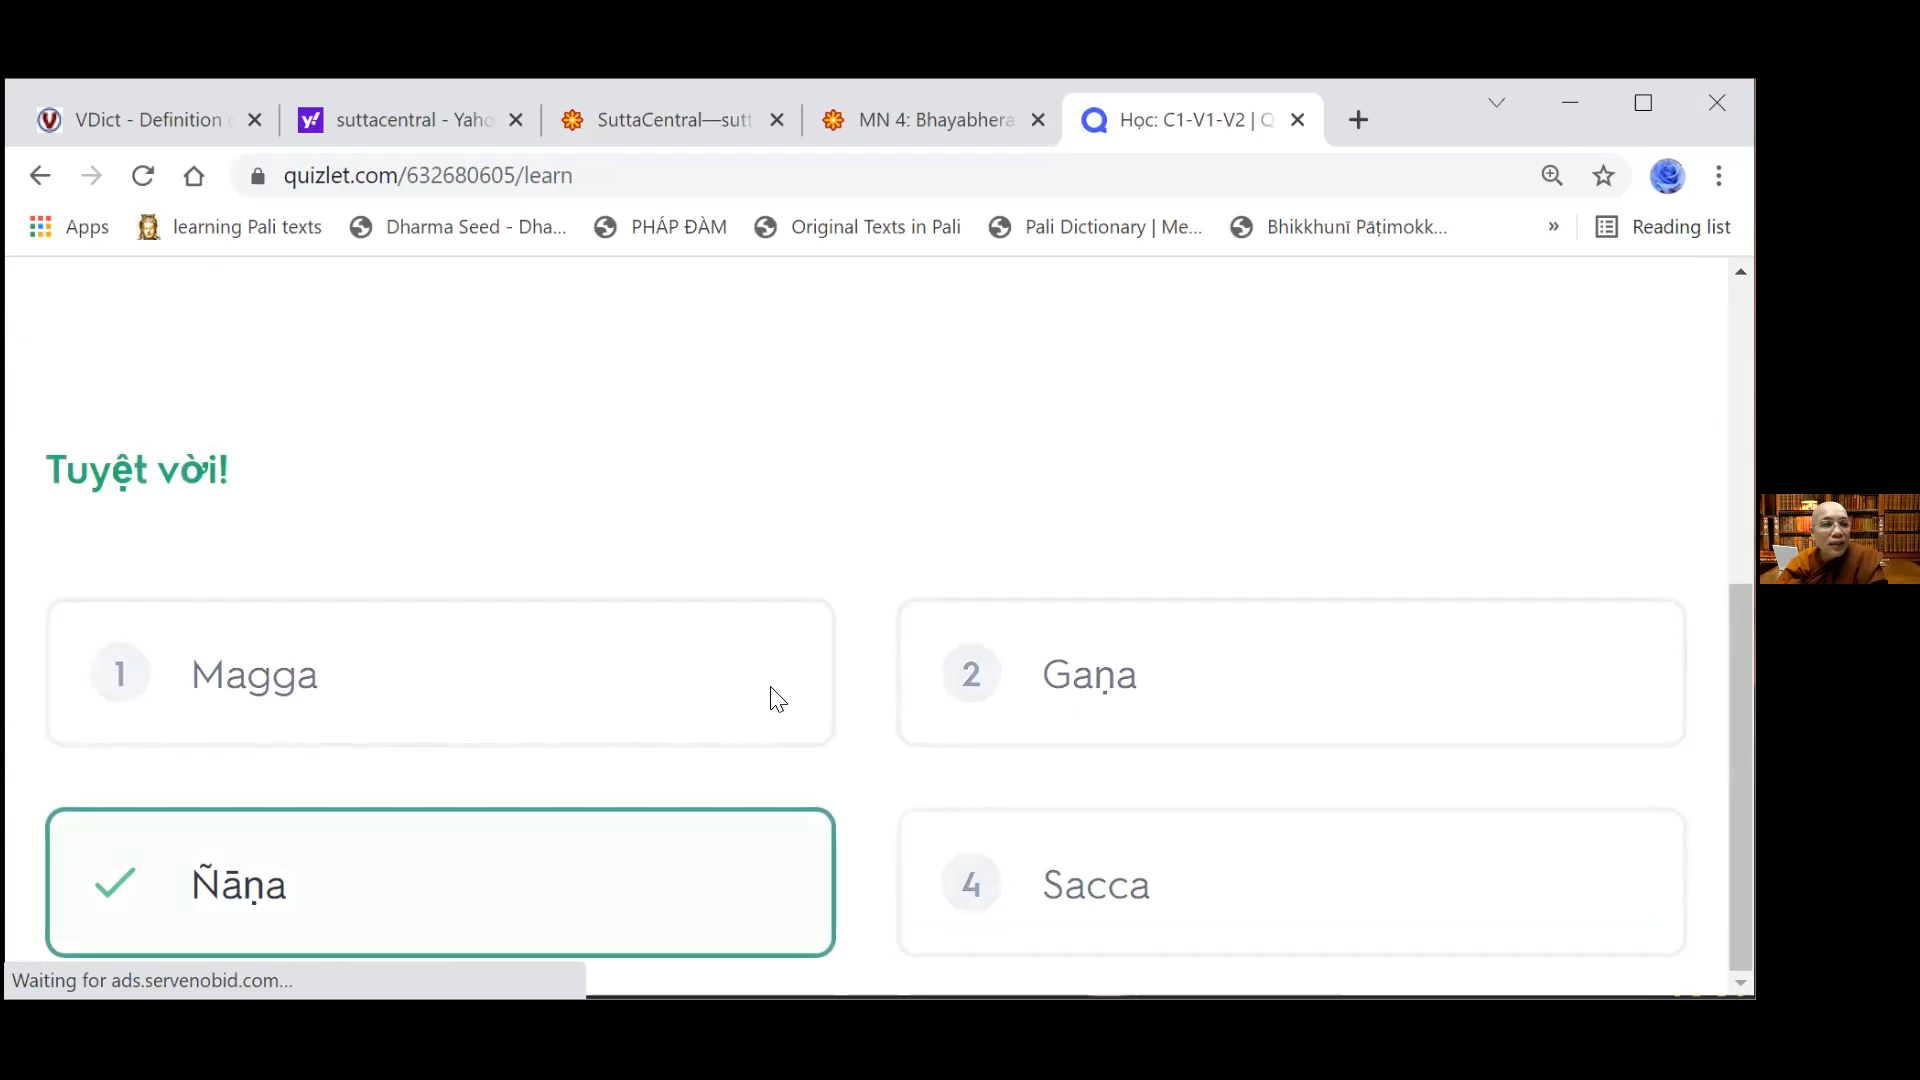 VDict - Definition
suttacentral - Yaho
SuttaCentral—sutt
MN 4: Bhayabhera
Học: C1-V1-V2 | Q
quizlet.com/632680605/learn
Apps
learning Pali texts
Dharma Seed - Dha...
PHÁP ĐÀM
Original Texts in Pali
Pali Dictionary | Me...
Bhikkhunī Pāṭimokk...
»
Reading list
Tuyệt vời!
1 Magga
2 Gaṇa
Ñāṇa
4 Sacca
Waiting for ads.servenobid.com...